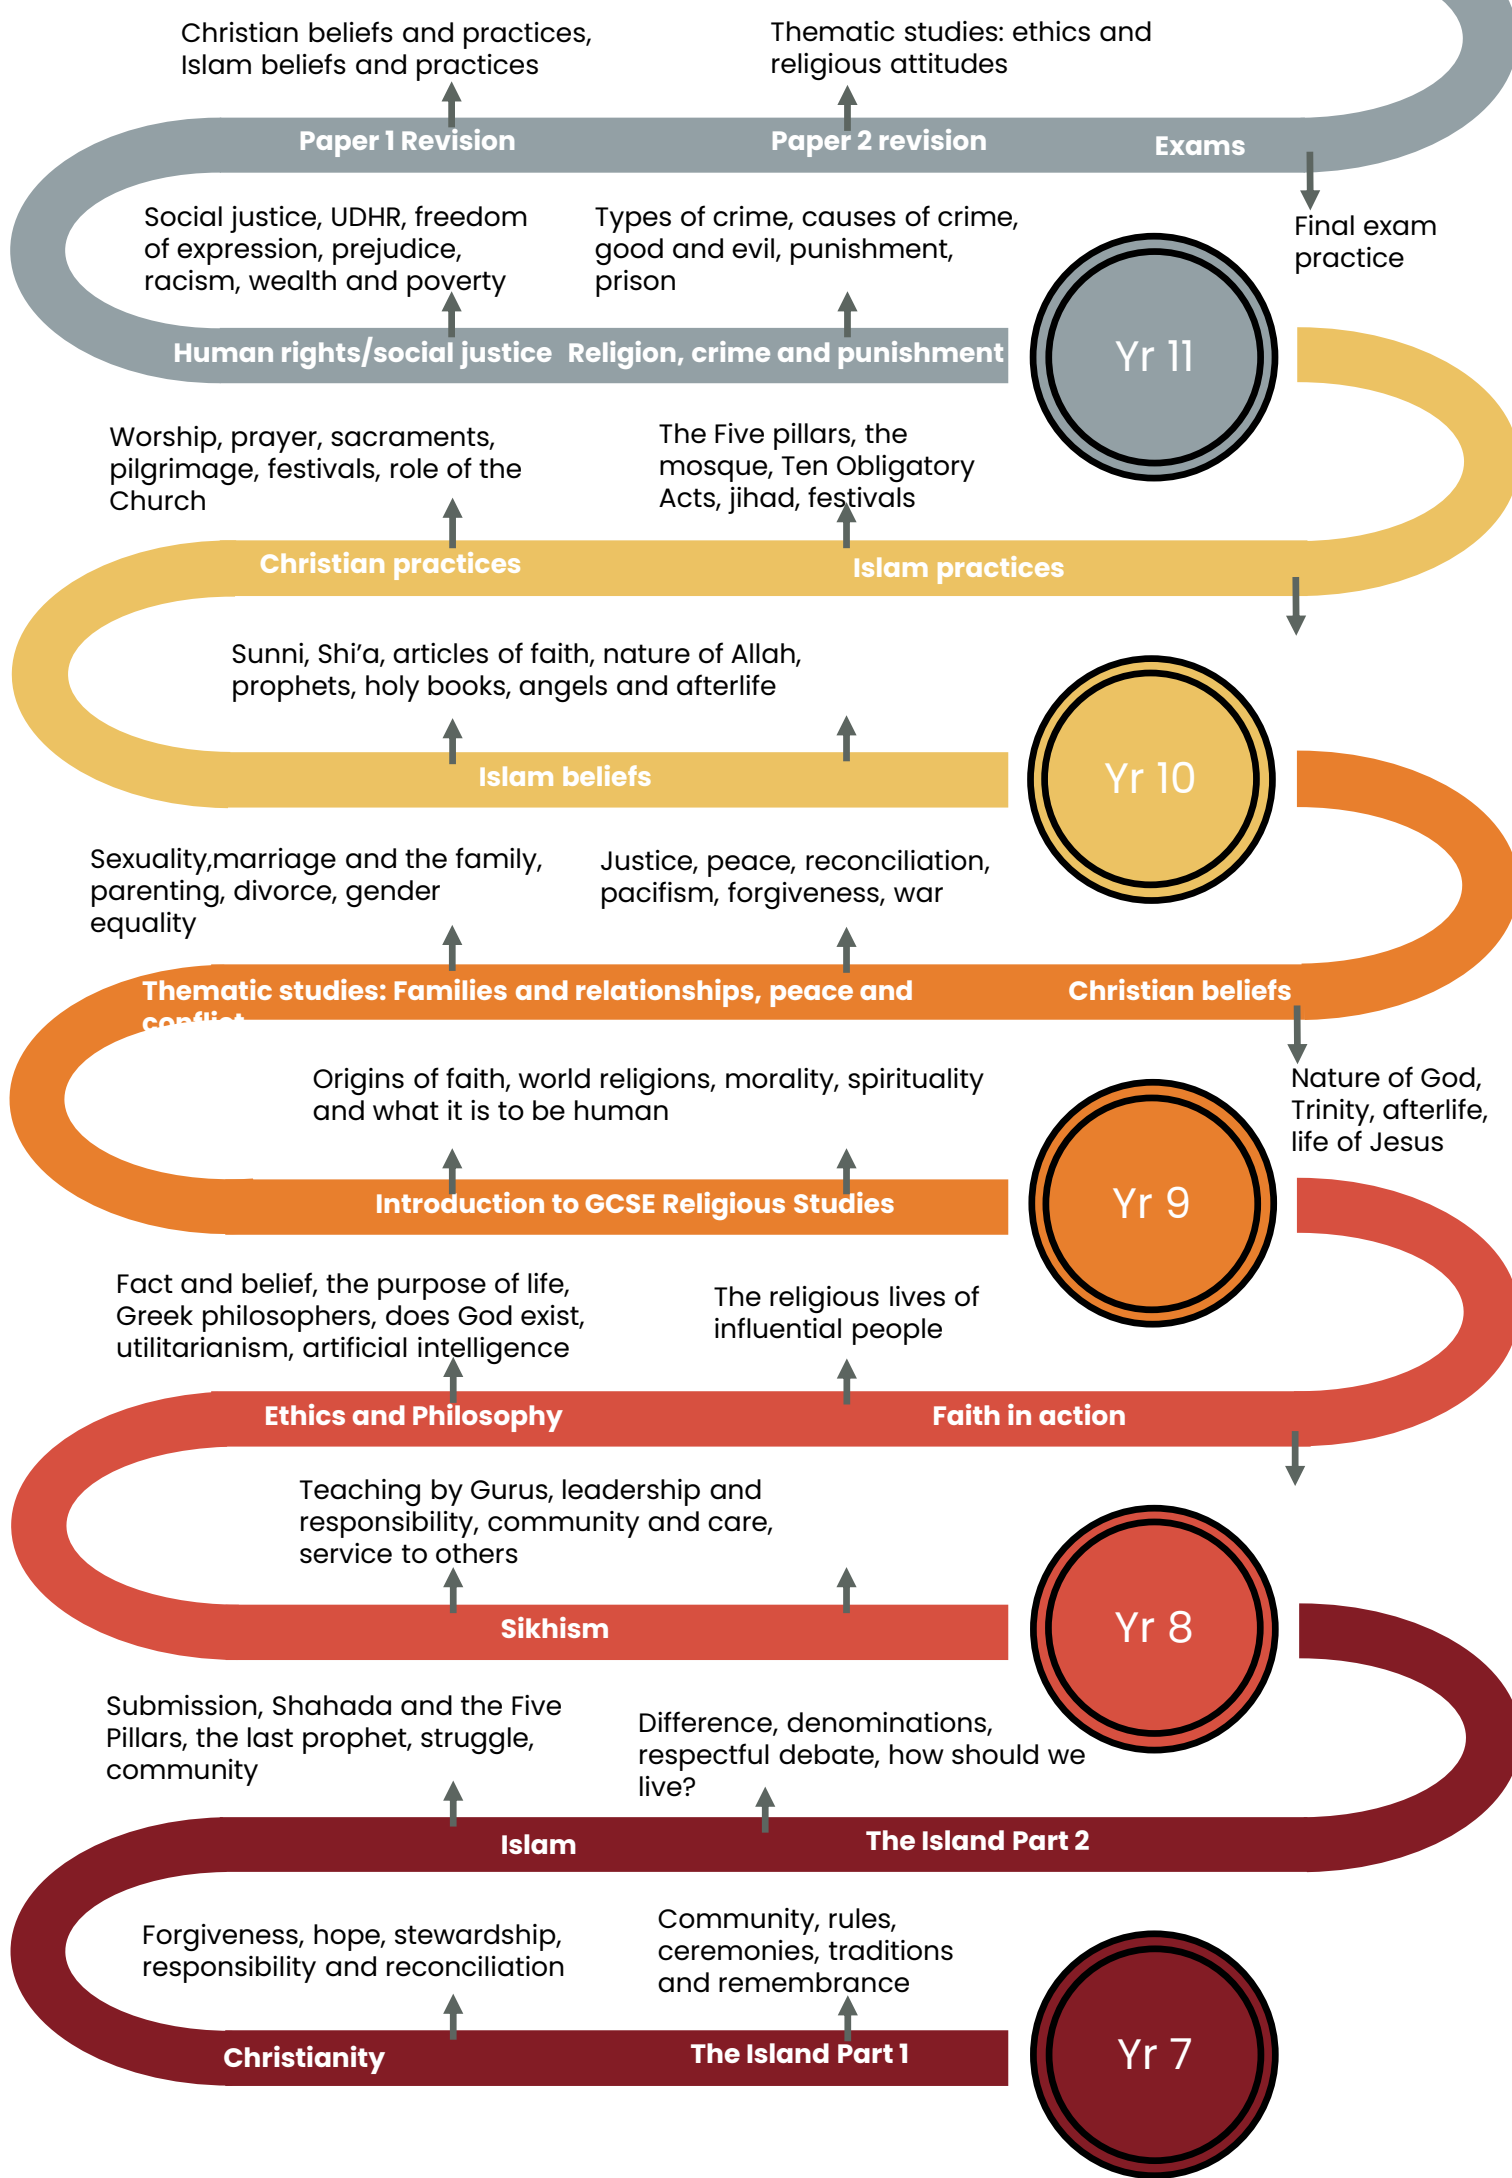 Christian beliefs and practices,
Islam beliefs and practices
Thematic studies: ethics and
religious attitudes
Paper 1 Revision
Paper 2 revision
Exams
Final exam
practice
Social justice, UDHR, freedom
of expression, prejudice,
racism, wealth and poverty
Types of crime, causes of crime,
good and evil, punishment,
prison
Human rights/social justice
Religion, crime and punishment
Yr 11
Worship, prayer, sacraments,
pilgrimage, festivals, role of the
Church
The Five pillars, the
mosque, Ten Obligatory
Acts, jihad, festivals
Christian practices
Islam practices
Sunni, Shi’a, articles of faith, nature of Allah,
prophets, holy books, angels and afterlife
Islam beliefs
Yr 10
Sexuality,marriage and the family,
parenting, divorce, gender
equality
Justice, peace, reconciliation,
pacifism, forgiveness, war
Thematic studies: Families and relationships, peace and
conflict
Christian beliefs
Nature of God,
Trinity, afterlife,
life of Jesus
Origins of faith, world religions, morality, spirituality
and what it is to be human
Introduction to GCSE Religious Studies
Yr 9
Fact and belief, the purpose of life,
Greek philosophers, does God exist,
utilitarianism, artificial intelligence
The religious lives of
influential people
Ethics and Philosophy
Faith in action
Teaching by Gurus, leadership and
responsibility, community and care,
service to others
Sikhism
Yr 8
Submission, Shahada and the Five
Pillars, the last prophet, struggle,
community
Difference, denominations,
respectful debate, how should we
live?
Islam
The Island Part 2
Forgiveness, hope, stewardship,
responsibility and reconciliation
Community, rules,
ceremonies, traditions
and remembrance
Christianity
The Island Part 1
Yr 7